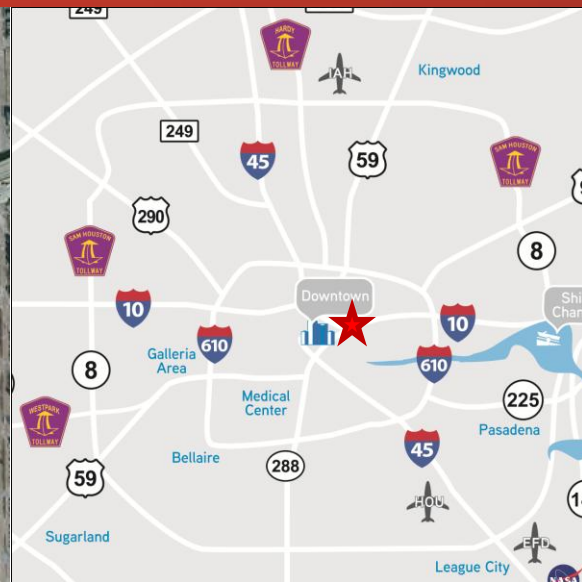 249
HARDY
TOLLWAY
IAH
Kingwood
249
45
59
SAM HOUSTON
TOLLWAY
290
8
SAM HOUSTON
TOLLWAY
Downtown
10
10
610
Galleria
Area
610
8
Medical
Center
225
WESTPARK
TOLLWAY
Pasadena
45
Bellaire
288
59
HOU
Sugarland
EFD
League City
NASA